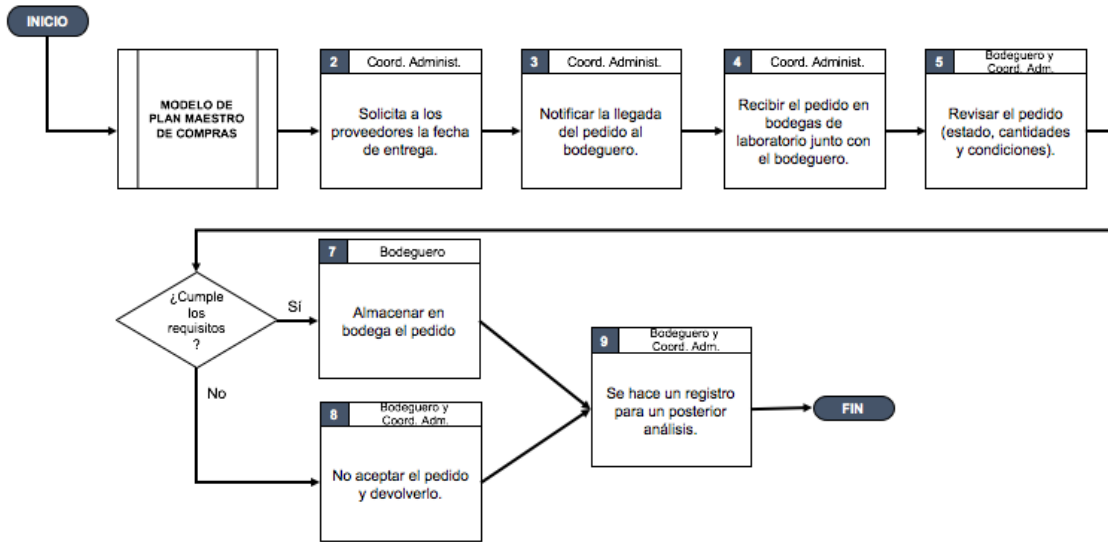 INICIO
MODELO DE
PLAN MAESTRO
DE COMPRAS
2
Coord. Administ.
Solicita a los
proveedores la fecha
de entrega.
3
Coord. Administ.
Notificar la llegada
del pedido al
bodeguero.
4
Coord. Administ.
Recibir el pedido en
bodegas de
laboratorio junto con
el bodeguero.
5
Bodeguero y
Coord. Adm.
Revisar el pedido
(estado, cantidades
y condiciones).
¿Cumple
los
requisitos
?
Sí
No
7
Bodeguero
Almacenar en
bodega el pedido
8
Bodeguero y
Coord. Adm.
No aceptar el pedido
y devolverlo.
9
Bodeguero y
Coord. Adm.
Se hace un registro
para un posterior
análisis.
FIN